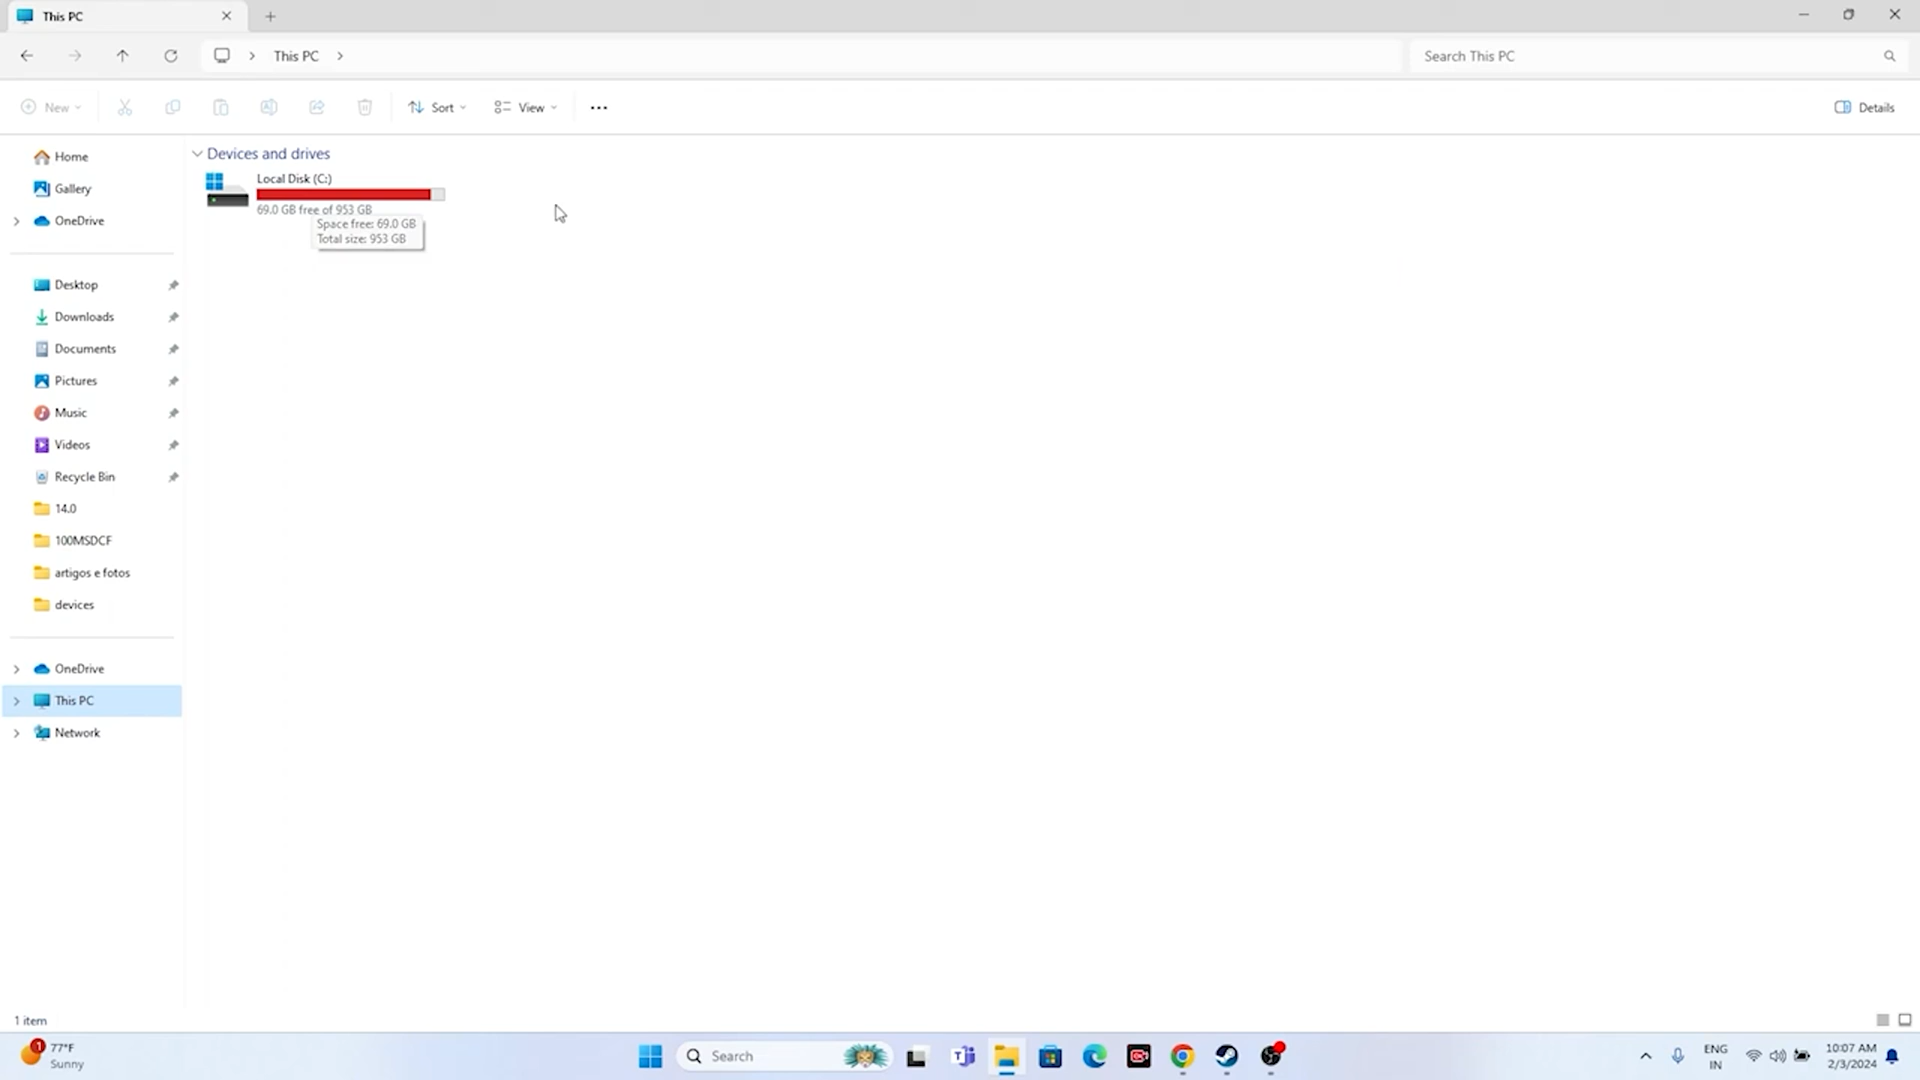 This PC
This PC
Search This PC
New
Sort
View
Details
Home
Gallery
OneDrive
Desktop
Downloads
Documents
Pictures
Music
Videos
Recycle Bin
14.0
100MSDCF
artigos e fotos
devices
OneDrive
This PC
Network
Devices and drives
Local Disk (C:)
69.0 GB free of 953 GB
Space free: 69.0 GB
Total size: 953 GB
1 item
1
77°F
Sunny
Search
ENG
IN
10:07 AM
2/3/2024